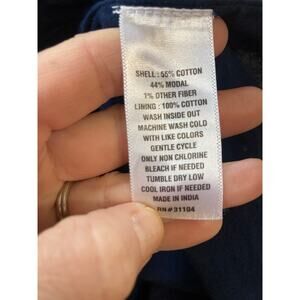 SHELL : 55% COTTON
44% MODAL
1% OTHER FIBER
LINING : 100% COTTON
WASH INSIDE OUT
MACHINE WASH COLD
WITH LIKE COLORS
GENTLE CYCLE
ONLY NON CHLORINE
BLEACH IF NEEDED
TUMBLE DRY LOW
COOL IRON IF NEEDED
MADE IN INDIA
RN#31104